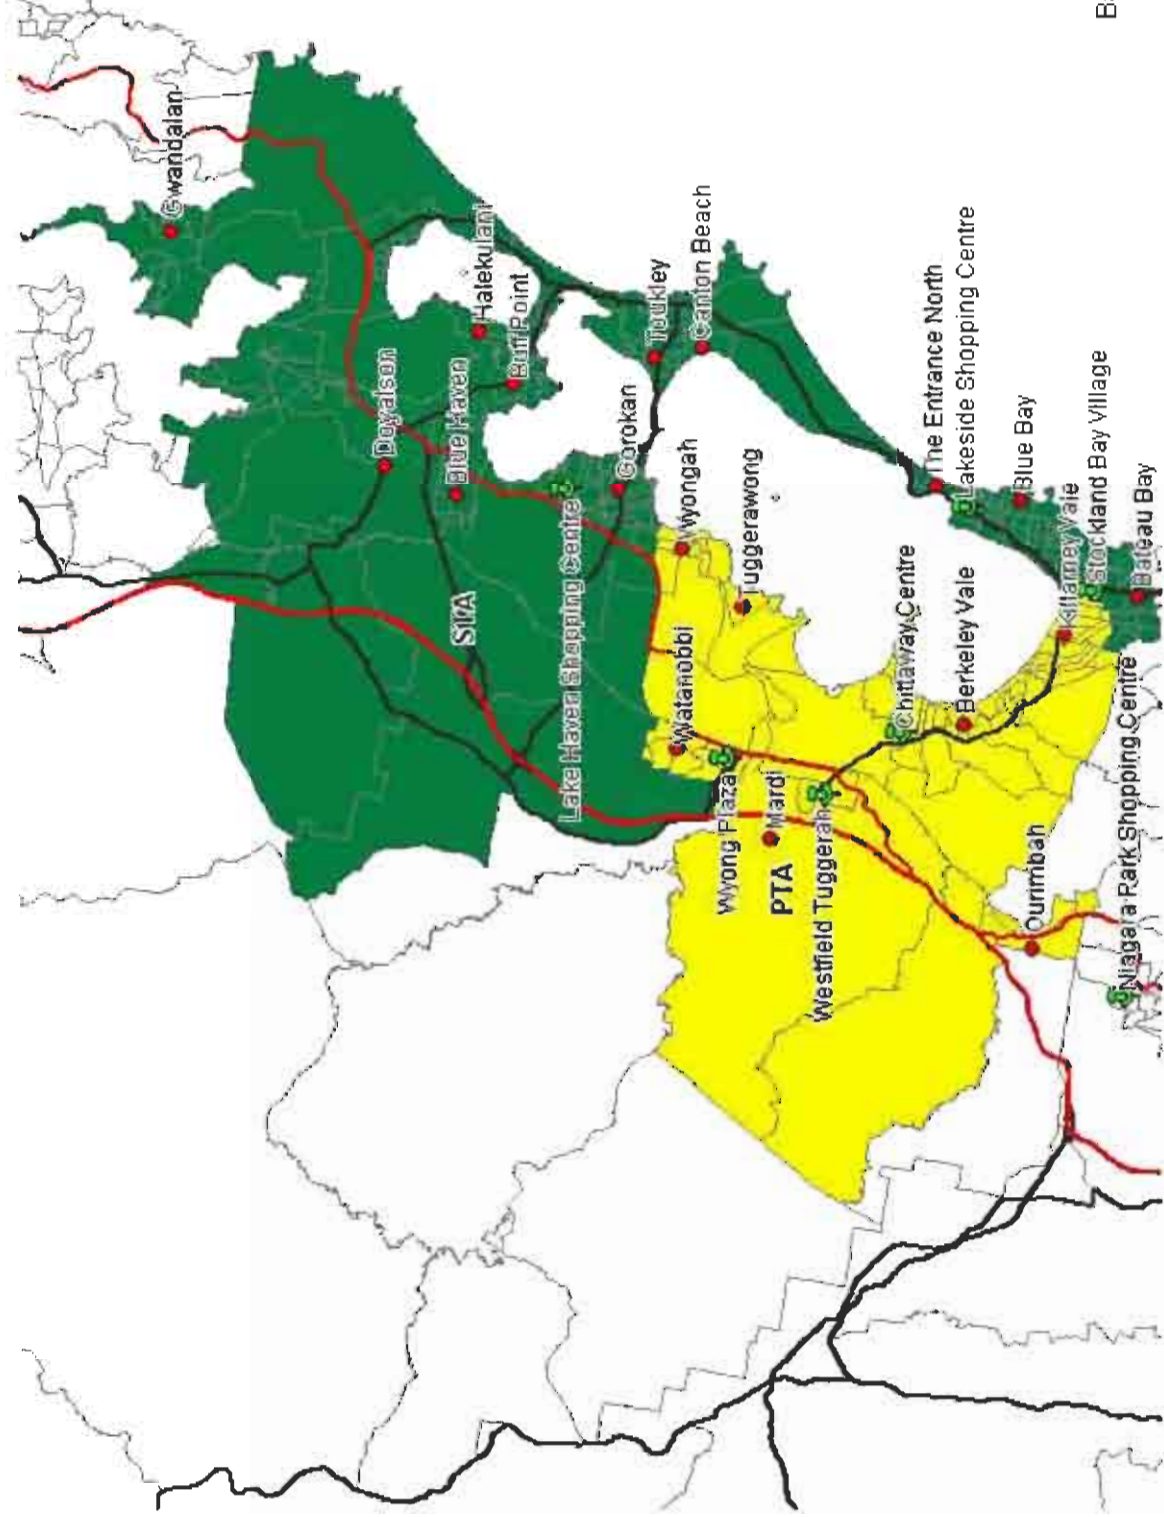 Gwandalan
Halekulani
Buff Point
Doyalson
Blue Haven
Toukley
Canton Beach
Gorokan
STA
Lake Haven Shopping Centre
Wyongah
Tuggerawong
Watanobbi
The Entrance North
Lakeside Shopping Centre
Blue Bay
Killarney Vale
Stockland Bay Village
Bateau Bay
Chittaway Centre
Berkeley Vale
Wyong Plaza
Mardi
PTA
Westfield Tuggerah
Ourimbah
Niagara Park Shopping Centre